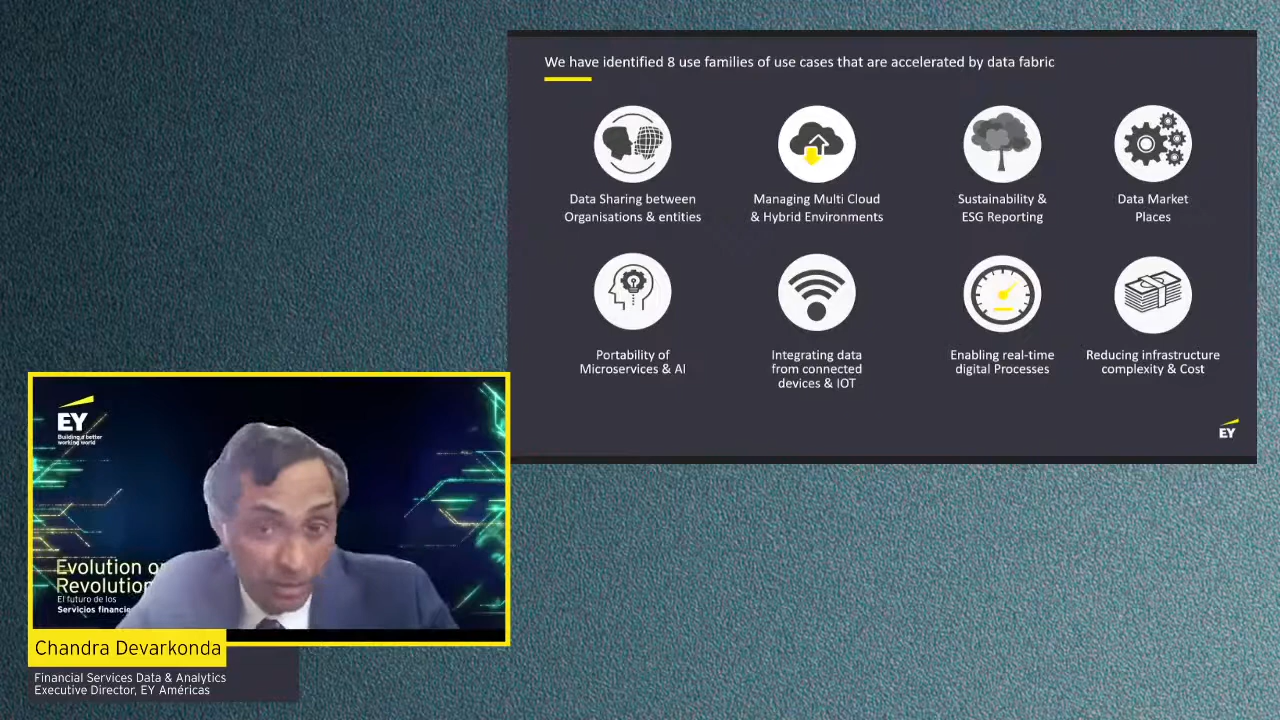 We have identified 8 use families of use cases that are accelerated by data fabric
Data Sharing between
Organisations & entities
Managing Multi Cloud
& Hybrid Environments
Sustainability &
ESG Reporting
Data Market
Places
Portability of
Microservices & AI
Integrating data
from connected
devices & IOT
Enabling real-time
digital Processes
Reducing infrastructure
complexity & Cost
EY
EY
Building a better
working world
Evolution or
Revolution
El futuro de los
Servicios financie
Chandra Devarkonda
Financial Services Data & Analytics
Executive Director, EY Américas